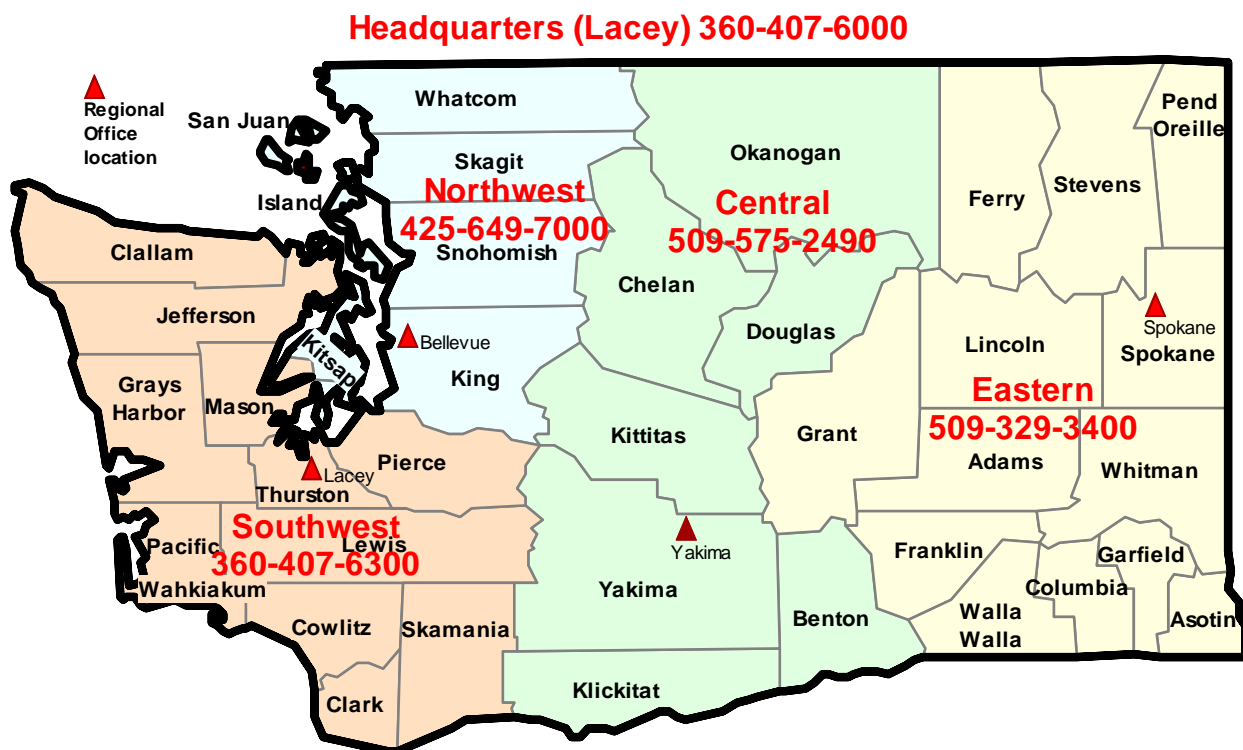 Headquarters (Lacey) 360-407-6000
Regional
Office
location
San Juan
Island
Whatcom
Skagit
Northwest
425-649-7000
Snohomish
King
Bellevue
Kitsap
Okanogan
Central
509-575-2490
Chelan
Douglas
Kittitas
Yakima
Yakima
Klickitat
Benton
Pend
Oreille
Stevens
Ferry
Lincoln
Spokane
Spokane
Eastern
509-329-3400
Grant
Adams
Whitman
Franklin
Garfield
Columbia
Walla
Walla
Asotin
Clallam
Jefferson
Grays
Harbor
Mason
Pierce
Lacey
Thurston
Southwest
Lewis
360-407-6300
Pacific
Wahkiakum
Cowlitz
Skamania
Clark